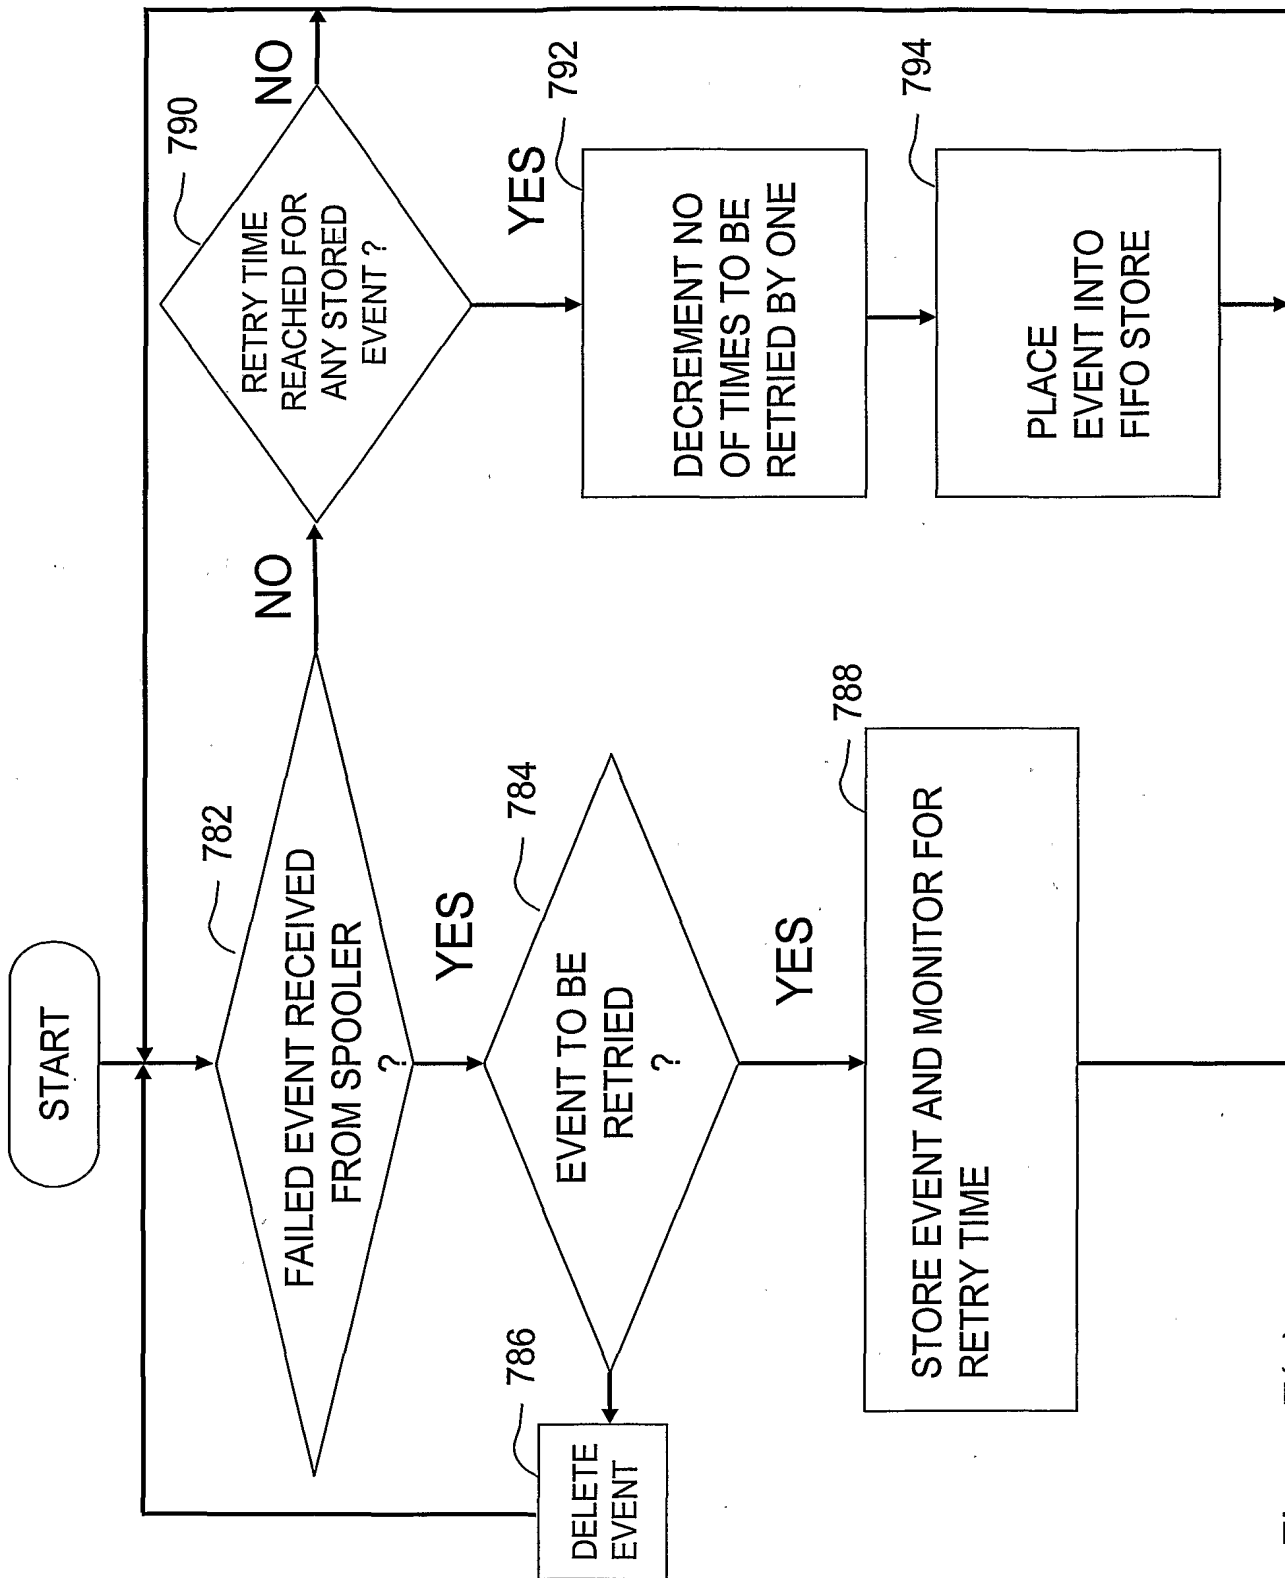 START
782
FAILED EVENT RECEIVED
FROM SPOOLER
?
NO
YES
790
RETRY TIME
REACHED FOR
ANY STORED
EVENT ?
NO
YES
784
EVENT TO BE
RETRIED
?
YES
786
DELETE
EVENT
788
STORE EVENT AND MONITOR FOR
RETRY TIME
792
DECREMENT NO
OF TIMES TO BE
RETRIED BY ONE
794
PLACE
EVENT INTO
FIFO STORE